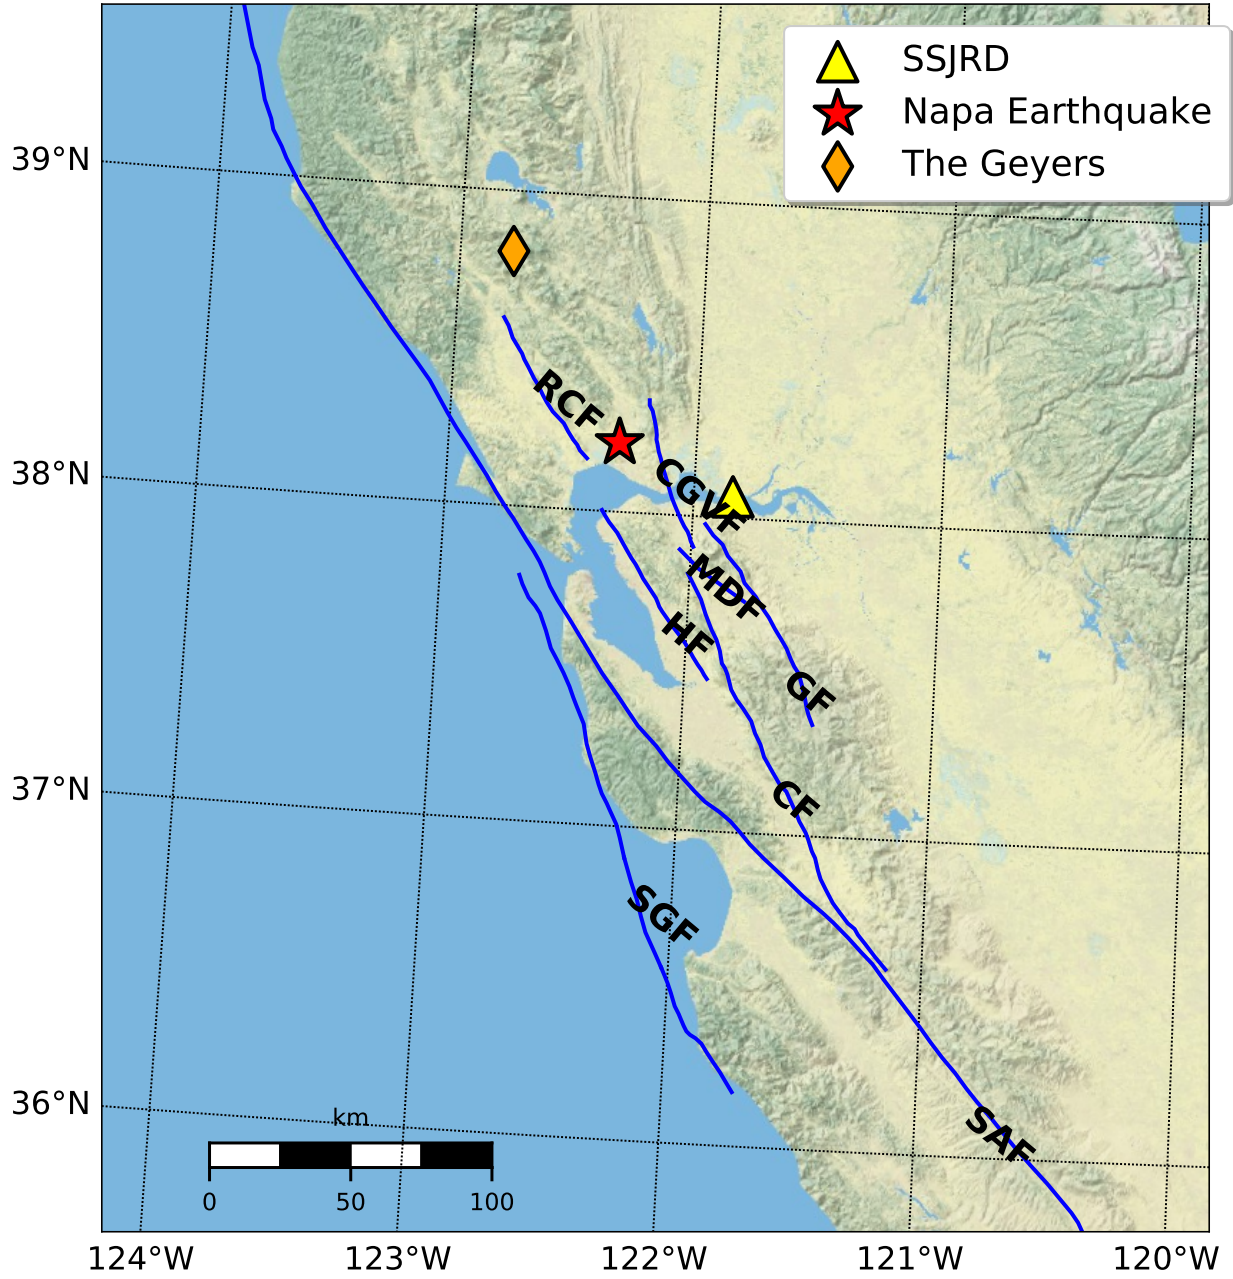 SSJRD
Napa Earthquake
The Geyers
39°N
38°N
37°N
36°N
RCF
CGVF
MDF
HF
GF
CF
SGF
SAF
km
0 50 100
124°W 123°W 122°W 121°W 120°W